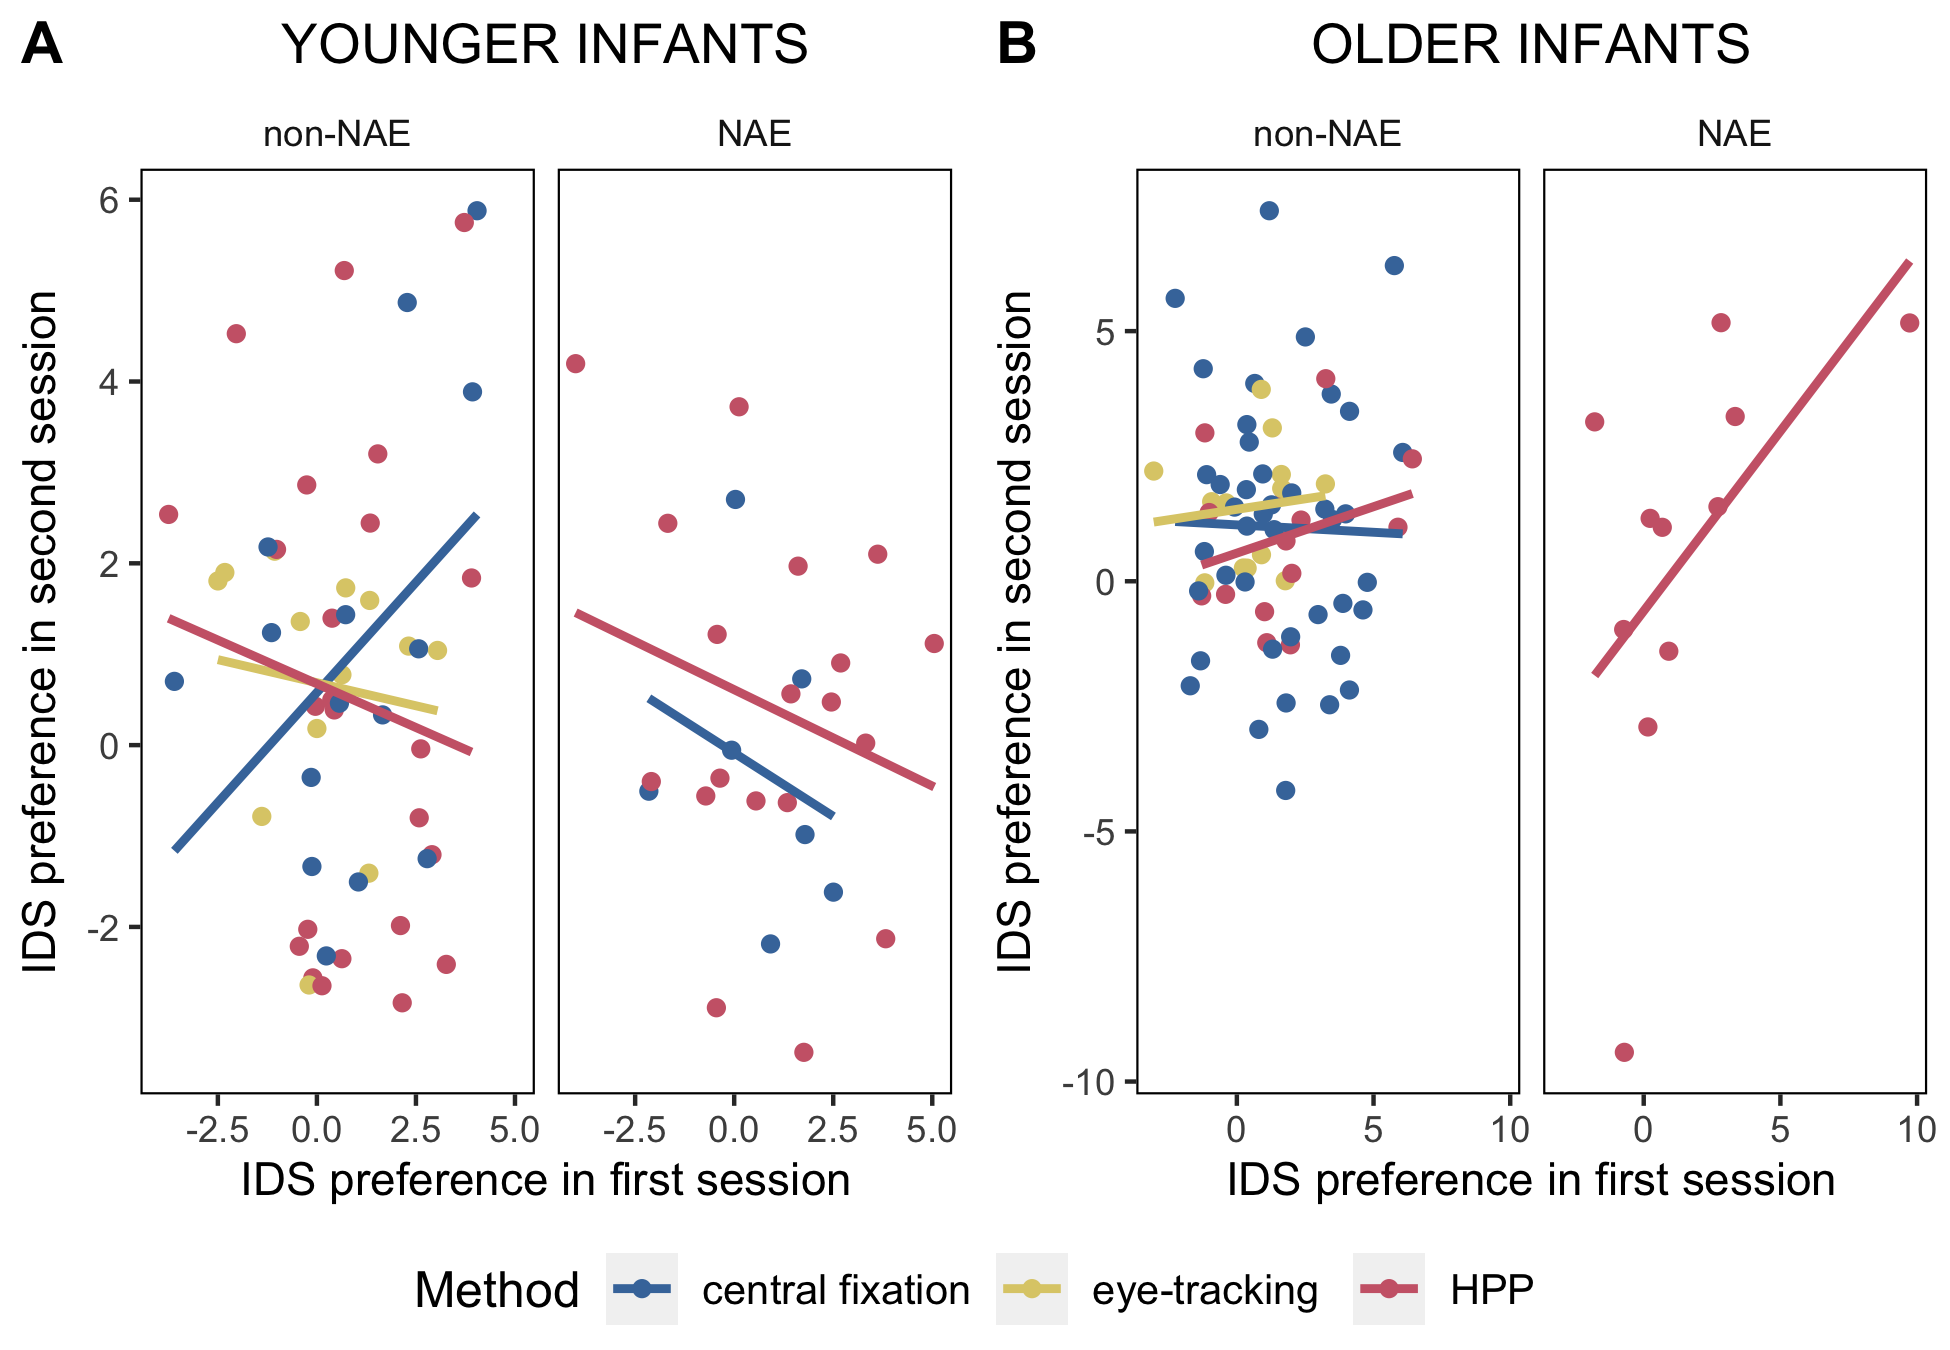 A YOUNGER INFANTS B OLDER INFANTS
non-NAE NAE non-NAE NAE
IDS preference in second session
6
4
2
0
-2
-2.5 0.0 2.5 5.0 -2.5 0.0 2.5 5.0
IDS preference in first session
IDS preference in second session
5
0
-5
-10
0 5 10 0 5 10
IDS preference in first session
Method central fixation eye-tracking HPP